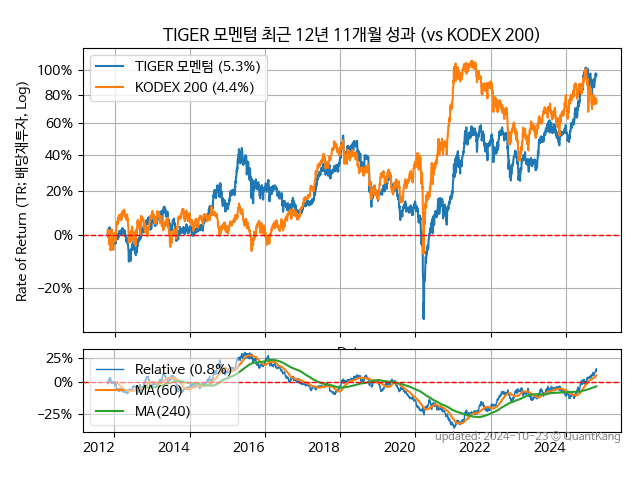 TIGER 모멘텀 최근 12년 11개월 성과 (vs KODEX 200)
Rate of Return (TR: 배당재투자, Log)
100%
80%
60%
40%
20%
0%
−20%
TIGER 모멘텀 (5.3%)
KODEX 200 (4.4%)
25%
0%
−25%
Relative (0.8%)
MA(60)
MA(240)
2012 2014 2016 2018 2020 2022 2024
updated: 2024-10-23 © QuantKang